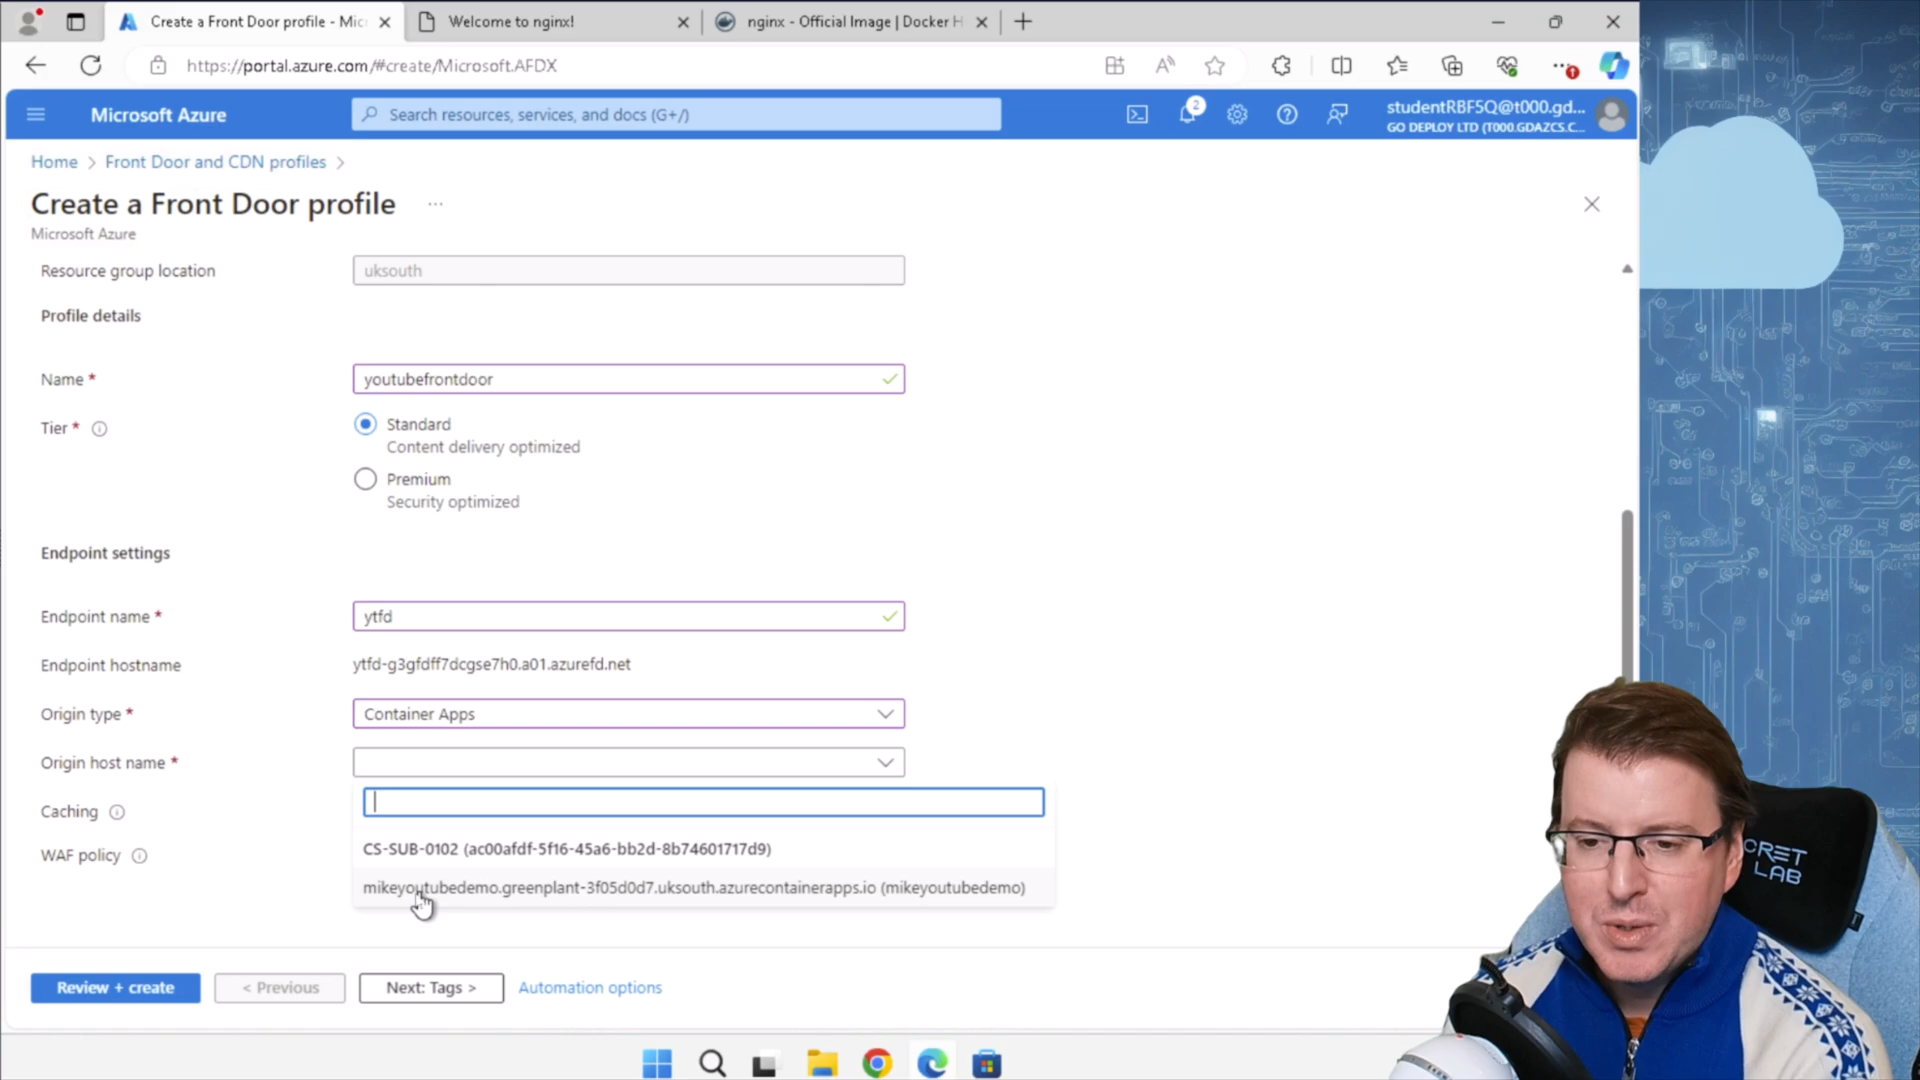 Create a Front Door profile - Mic
Welcome to nginx!
nginx - Official Image | Docker H
https://portal.azure.com/#create/Microsoft.AFDX
Microsoft Azure
Search resources, services, and docs (G+/)
2
studentRBF5Q@t000.gd...
GO DEPLOY LTD (T000.GDAZCS.C...
Home > Front Door and CDN profiles >
Create a Front Door profile ...
Microsoft Azure
Resource group location
uksouth
Profile details
Name *
youtubefrontdoor
Tier *
Standard
Content delivery optimized
Premium
Security optimized
Endpoint settings
Endpoint name *
ytfd
Endpoint hostname
ytfd-g3gfdff7dcgse7h0.a01.azurefd.net
Origin type *
Container Apps
Origin host name *
Caching
CS-SUB-0102 (ac00afdf-5f16-45a6-bb2d-8b74601717d9)
WAF policy
mikeyoutubedemo.greenplant-3f05d0d7.uksouth.azurecontainerapps.io (mikeyoutubedemo)
Review + create
< Previous
Next: Tags >
Automation options
CRET
LAB